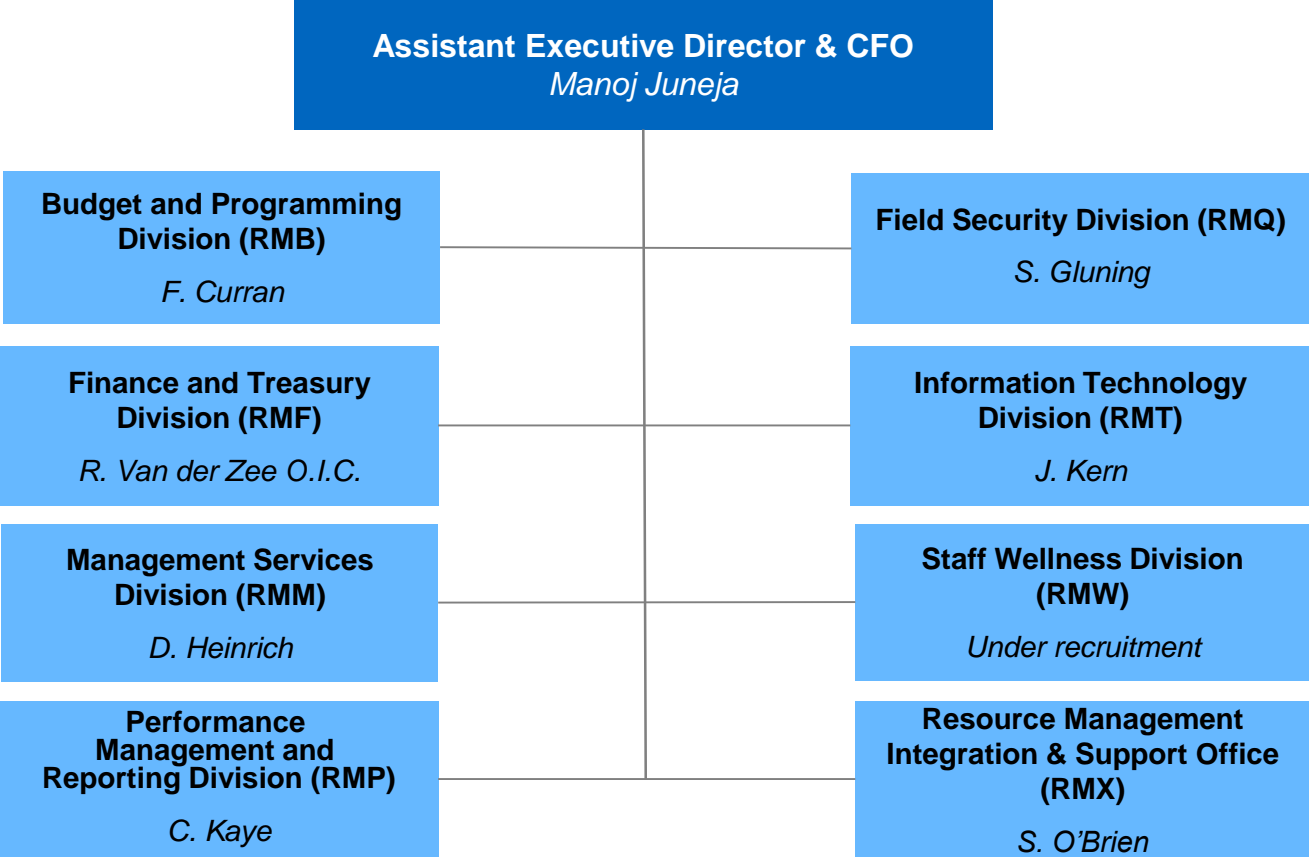 Assistant Executive Director & CFO
Manoj Juneja
Budget and Programming
Division (RMB)
F. Curran
Field Security Division (RMQ)
S. Gluning
Finance and Treasury
Division (RMF)
R. Van der Zee O.I.C.
Information Technology
Division (RMT)
J. Kern
Management Services
Division (RMM)
D. Heinrich
Staff Wellness Division
(RMW)
Under recruitment
Performance
Management and
Reporting Division (RMP)
C. Kaye
Resource Management
Integration & Support Office
(RMX)
S. O’Brien